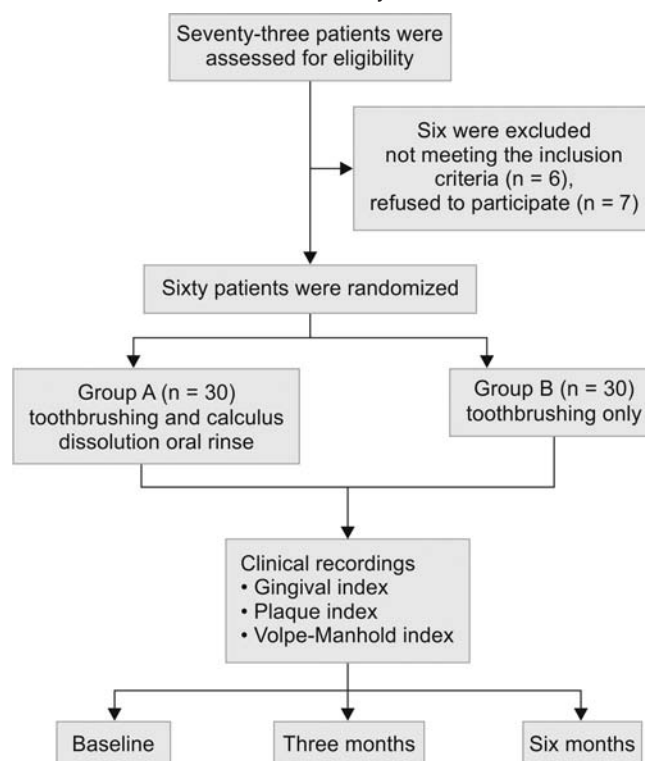 Seventy-three patients were
assessed for eligibility
Six were excluded
not meeting the inclusion
criteria (n = 6),
refused to participate (n = 7)
Sixty patients were randomized
Group A (n = 30)
toothbrushing and calculus
dissolution oral rinse
Group B (n = 30)
toothbrushing only
Clinical recordings
• Gingival index
• Plaque index
• Volpe-Manhold index
Baseline
Three months
Six months